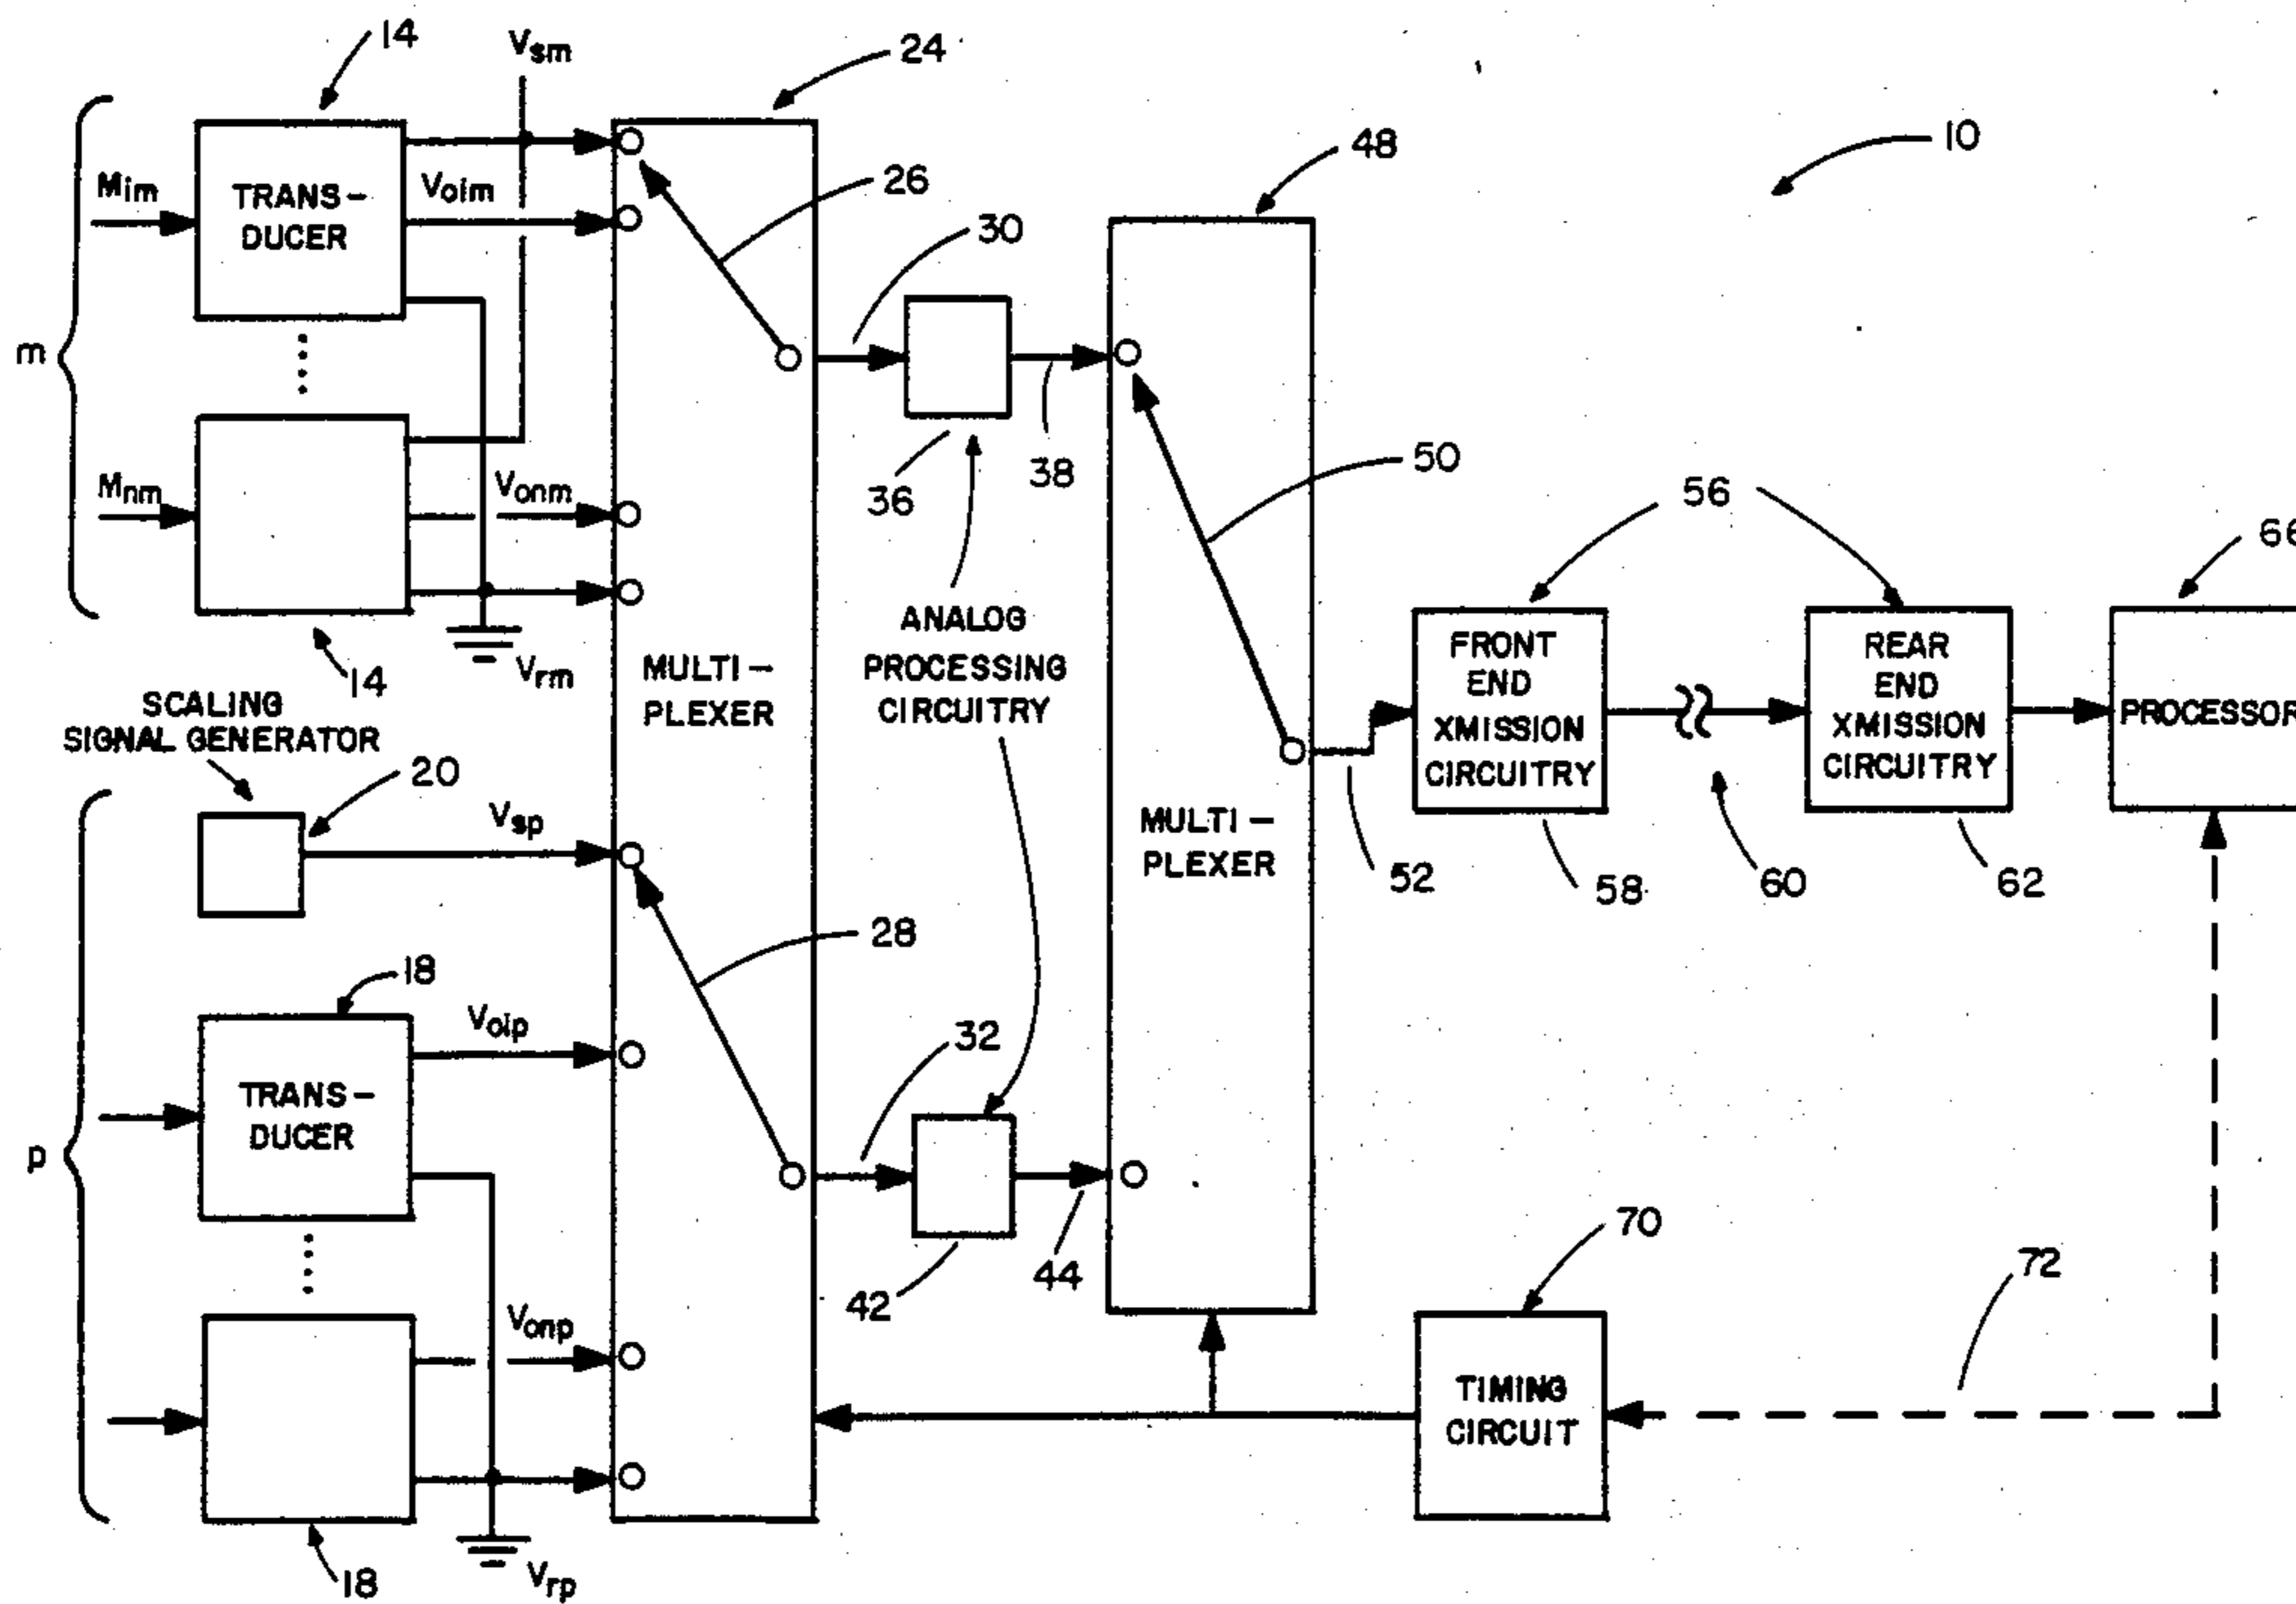 14
Vsm
24
10
48
Mim
TRANS-
DUCER
Volm
26
30
m
50
38
36
56
66
Mnm
Vonm
ANALOG
PROCESSING
CIRCUITRY
14
Vrm
MULTI-
PLEXER
FRONT
END
XMISSION
CIRCUITRY
REAR
END
XMISSION
CIRCUITRY
PROCESSOR
SCALING
SIGNAL GENERATOR
20
Vsp
MULTI-
PLEXER
52
58
60
62
28
18
Volp
32
TRANS-
DUCER
p
42
44
70
72
Vonp
TIMING
CIRCUIT
18
Vrp